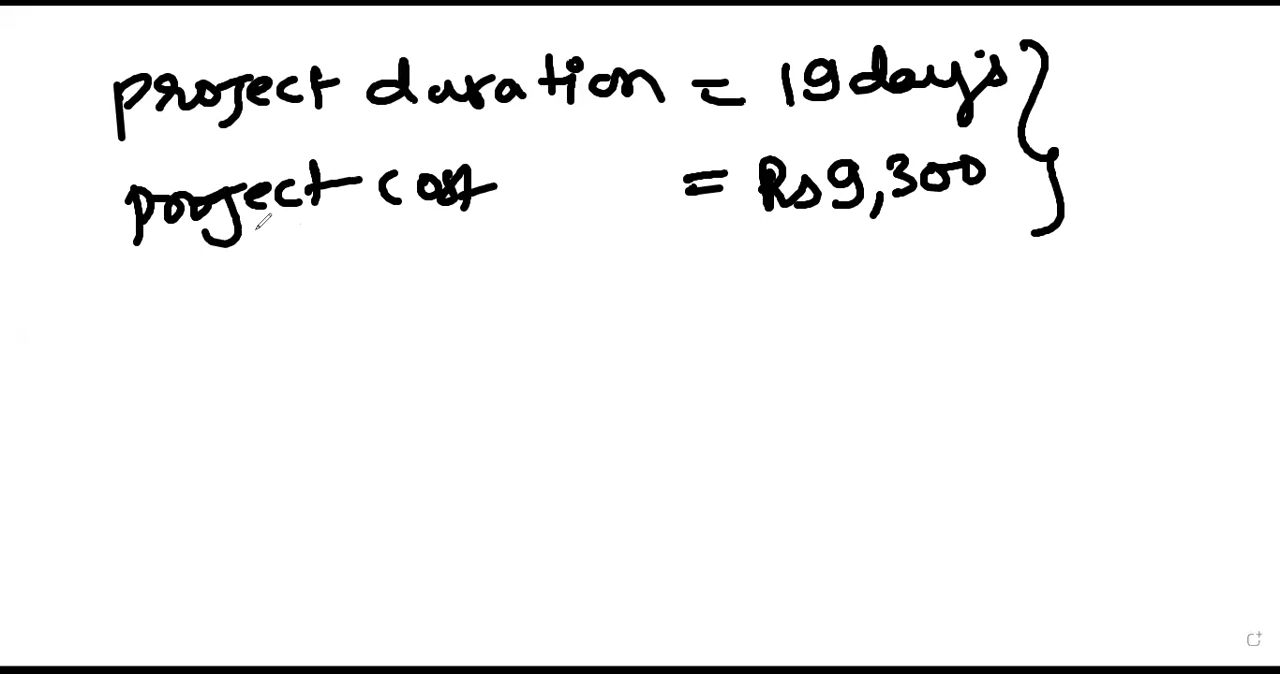 project duration = 19 days
project cost = Rs 9,300